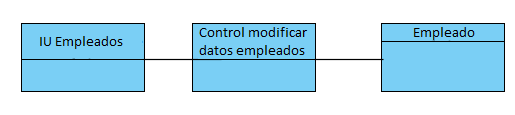 IU Empleados
Control modificar
datos empleados
Empleado